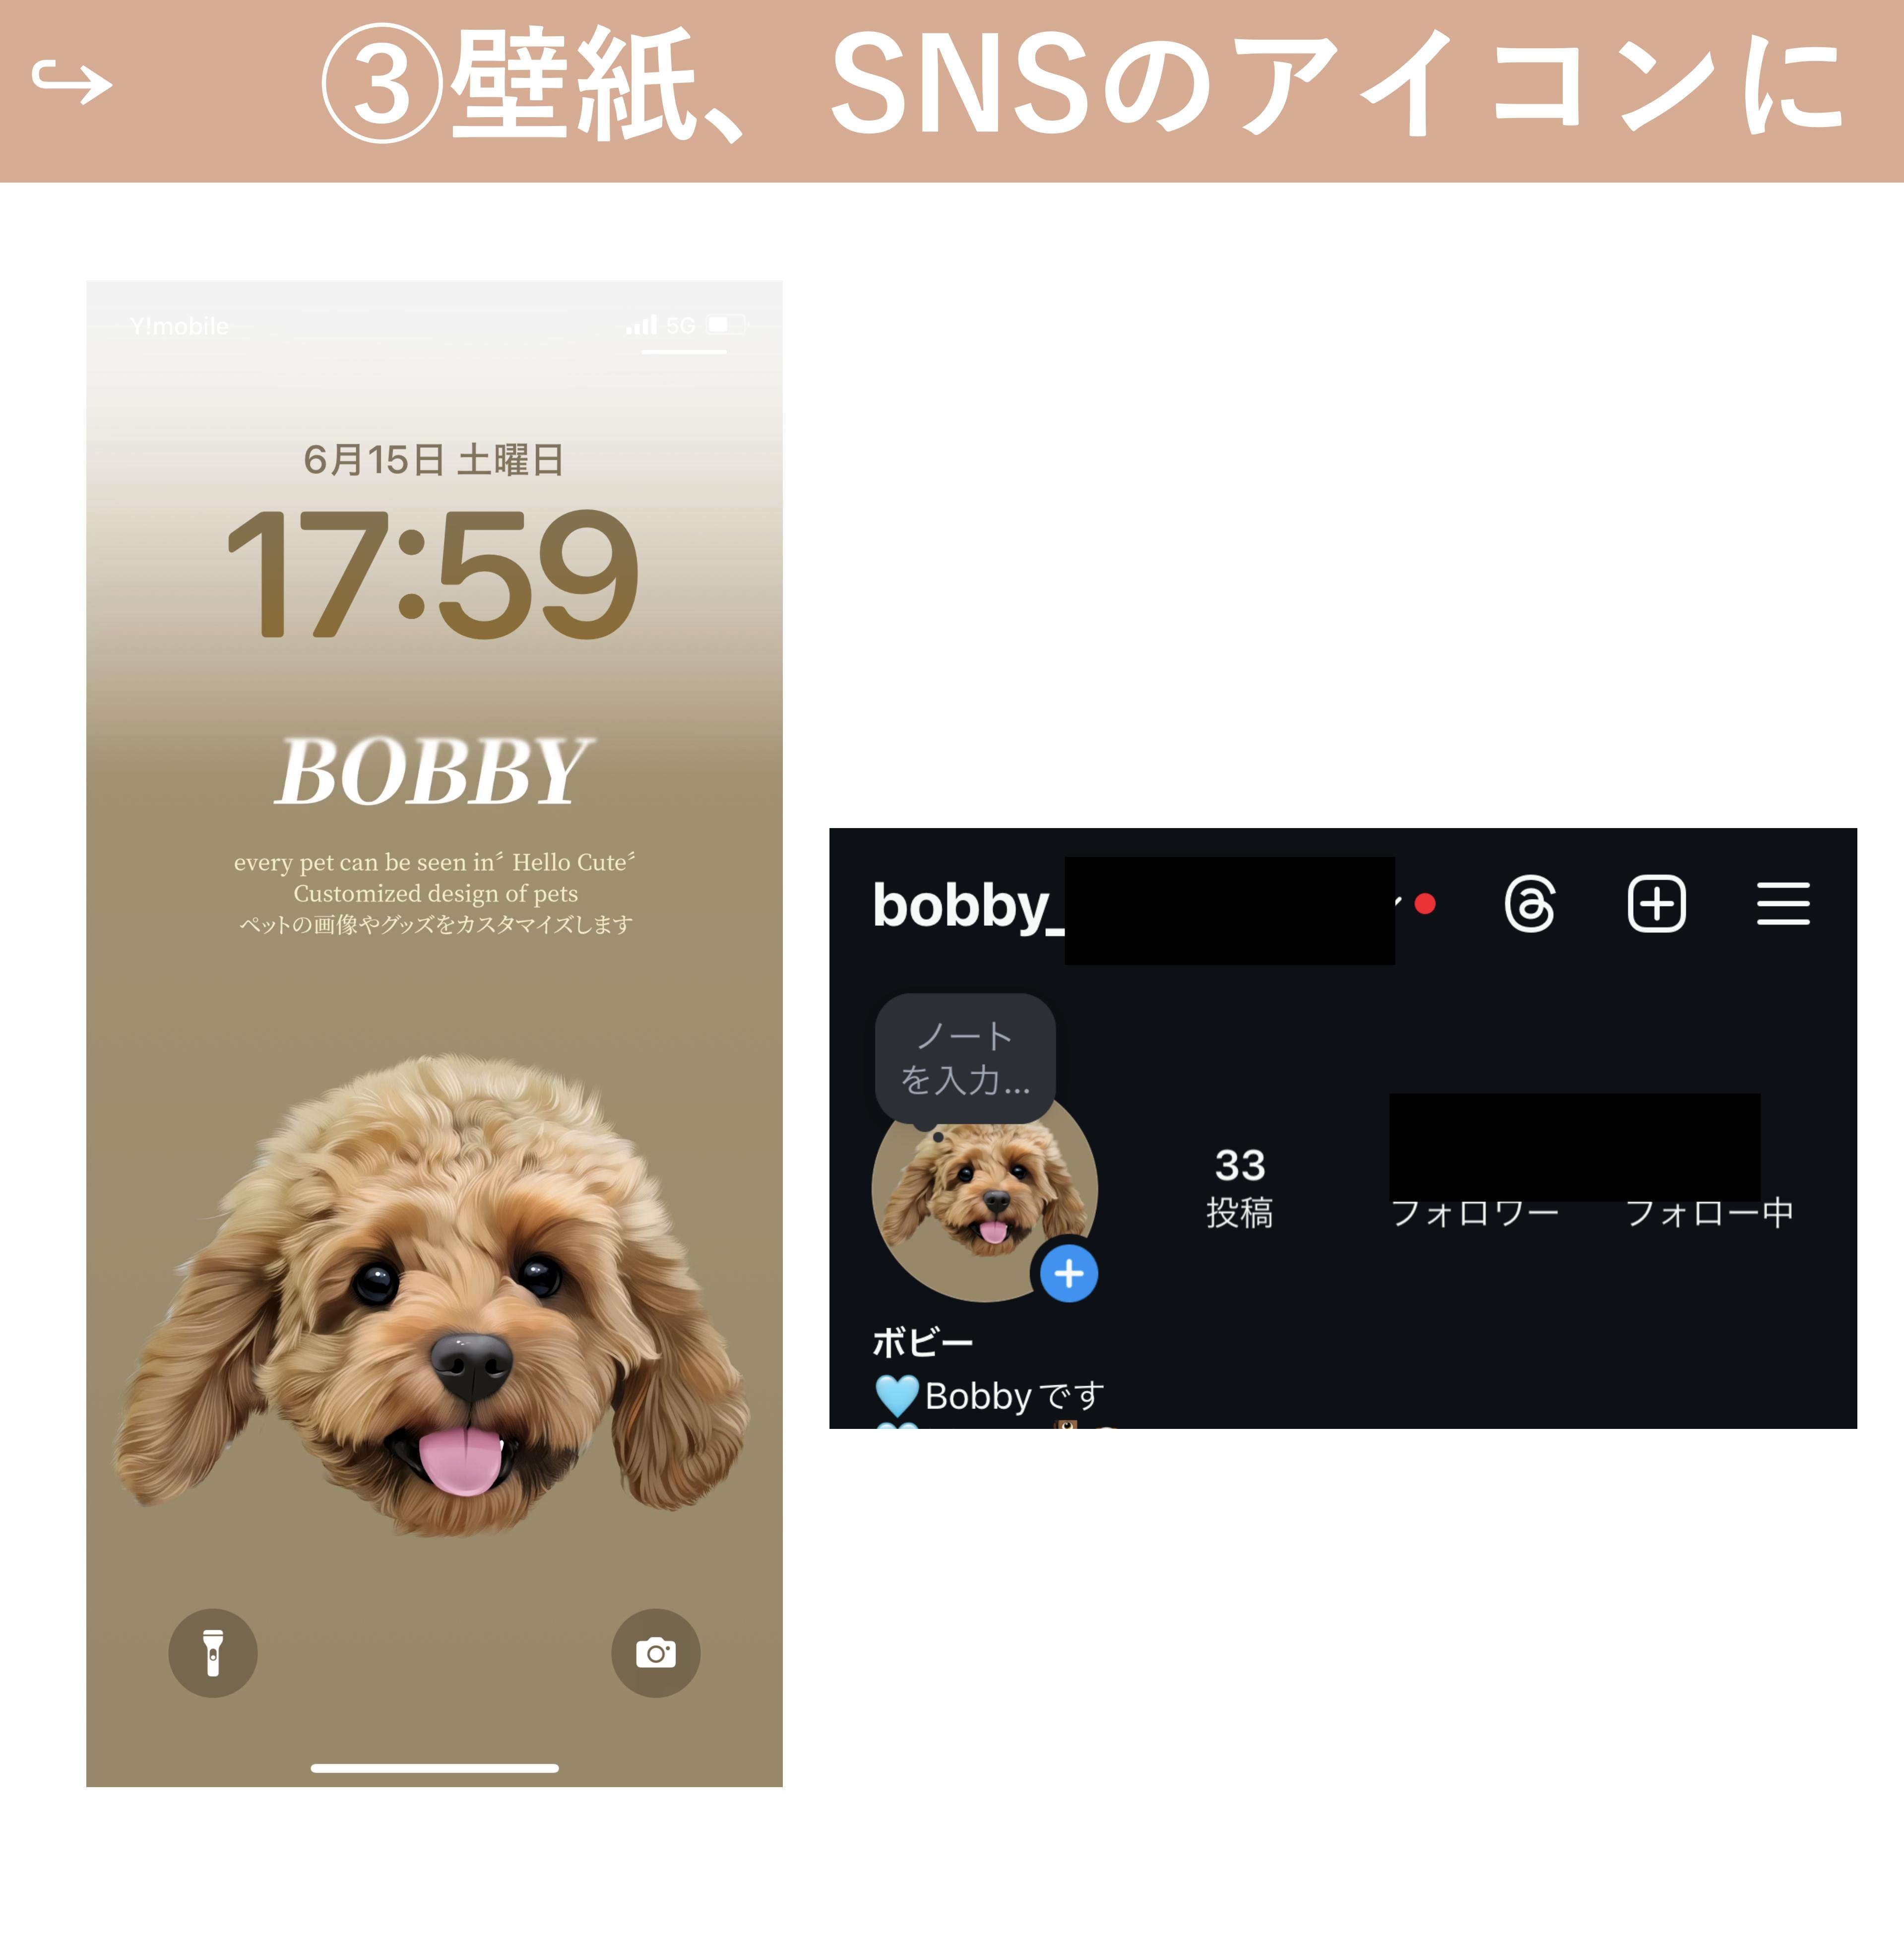 ③壁紙、SNSのアイコンに
Y!mobile
5G
6月15日 土曜日
17:59
BOBBY
every pet can be seen in〞Hello Cute〞
Customized design of pets
ペットの画像やグッズをカスタマイズします
bobby_
ノート
を入力...
33
投稿
フォロワー
フォロー中
ボビー
🩵Bobbyです